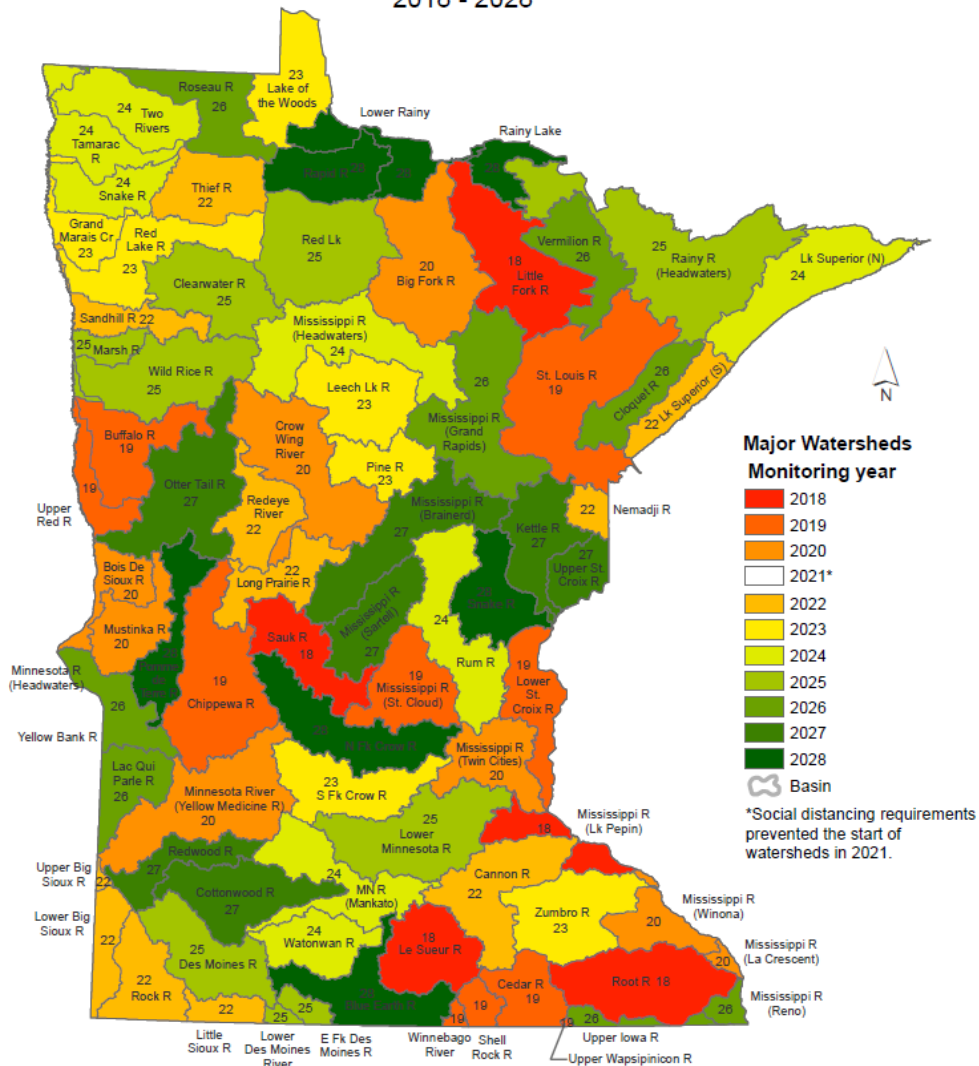 2018 - 2028
23
Lake of
the Woods
Roseau R
26
24
Two
Rivers
Lower Rainy
Rainy Lake
24
Tamarac
R
24
Snake R
Thief R
22
Grand
Marais Cr
23
Red
Lake R
23
Red Lk
25
20
Big Fork R
18
Little
Fork R
Vermilion R
26
25
Rainy R
(Headwaters)
Lk Superior (N)
24
Clearwater R
25
Sandhill R 22
Mississippi R
(Headwaters)
24
25
Marsh R
Wild Rice R
25
Leech Lk R
23
26
Mississippi R
(Grand
Rapids)
St. Louis R
19
26
Cloquet R
22 Lk Superior (S)
N
Buffalo R
19
19
Upper
Red R
Crow
Wing
River
20
Pine R
23
Otter Tail R
27
Redeye
River
22
Mississippi R
(Brainerd)
27
Kettle R
27
22
Nemadji R
27
Upper St.
Croix R
Bois De
Sioux R
20
22
Long Prairie R
Mustinka R
20
Sauk R
18
Mississippi R
(Sartell)
27
24
Rum R
Minnesota R
(Headwaters)
26
19
Chippewa R
19
Mississippi R
(St. Cloud)
19
Lower
St.
Croix R
Yellow Bank R
N Fk Crow R
Lac Qui
Parle R
26
Minnesota River
(Yellow Medicine R)
20
23
S Fk Crow R
Mississippi R
(Twin Cities)
20
25
Lower
Minnesota R
18
Mississippi R
(Lk Pepin)
Upper Big
Sioux R
22
Redwood R
27
24
MN R
(Mankato)
Cannon R
22
Lower Big
Sioux R
22
Cottonwood R
27
Zumbro R
23
20
Mississippi R
(Winona)
24
Watonwan R
18
Le Sueur R
25
Des Moines R
20
Mississippi R
(La Crescent)
22
Rock R
22
25
25
Blue Earth R
19
19
Cedar R
19
19
Root R 18
26
26
Mississippi R
(Reno)
Little
Sioux R
Lower
Des Moines
River
E Fk Des
Moines R
Winnebago
River
Shell
Rock R
Upper Iowa R
Upper Wapsipinicon R
Major Watersheds
Monitoring year
2018
2019
2020
2021*
2022
2023
2024
2025
2026
2027
2028
Basin
*Social distancing requirements
prevented the start of
watersheds in 2021.